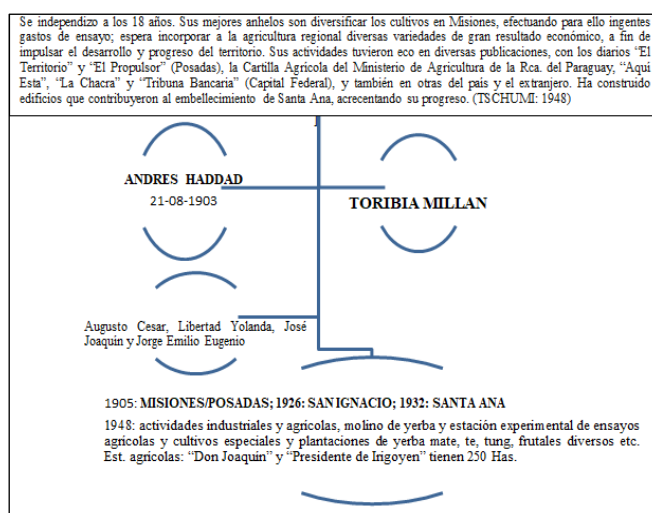 Se independizo a los 18 años. Sus mejores anhelos son diversificar los cultivos en Misiones, efectuando para ello ingentes
gastos de ensayo; espera incorporar a la agricultura regional diversas variedades de gran resultado económico, a fin de
impulsar el desarrollo y progreso del territorio. Sus actividades tuvieron eco en diversas publicaciones, con los diarios “El
Territorio” y “El Propulsor” (Posadas), la Cartilla Agrícola del Ministerio de Agricultura de la Rca. del Paraguay, “Aqui
Esta”, “La Chacra” y “Tribuna Bancaria” (Capital Federal), y también en otras del país y el extranjero. Ha construido
edificios que contribuyeron al embellecimiento de Santa Ana, acrecentando su progreso. (TSCHUMI: 1948)
ANDRES HADDAD
21-08-1903
TORIBIA MILLAN
Augusto Cesar, Libertad Yolanda, José
Joaquin y Jorge Emilio Eugenio
1905: MISIONES/POSADAS; 1926: SAN IGNACIO; 1932: SANTA ANA
1948: actividades industriales y agricolas, molino de yerba y estación experimental de ensayos
agricolas y cultivos especiales y plantaciones de yerba mate, te, tung, frutales diversos etc.
Est. agricolas: “Don Joaquin” y “Presidente de Irigoyen” tienen 250 Has.